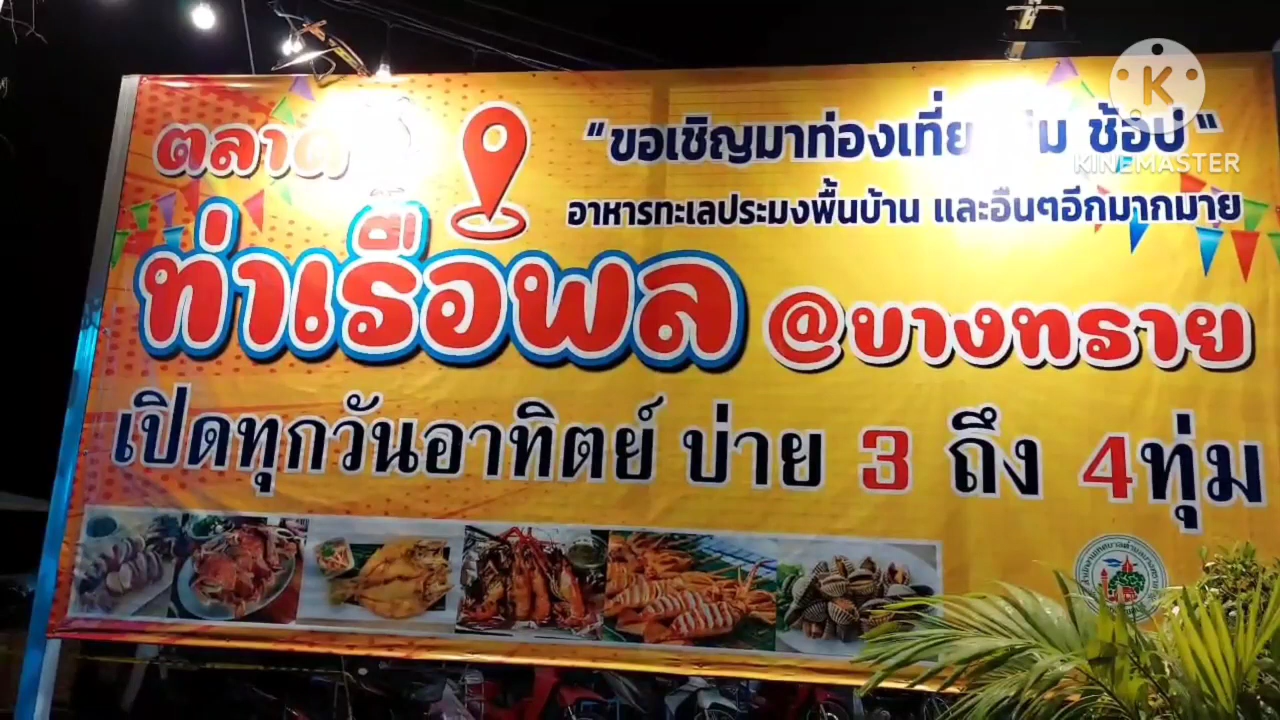 ตลาด
"ขอเชิญมาท่องเที่ย ช้อป"
อาหารทะเลประมงพื้นบ้าน และอื่นๆอีกมากมาย
ท่าเรือพลี @บางทราย
เปิดทุกวันอาทิตย์ บ่าย 3 ถึง 4ทุ่ม
K
KINEMASTER